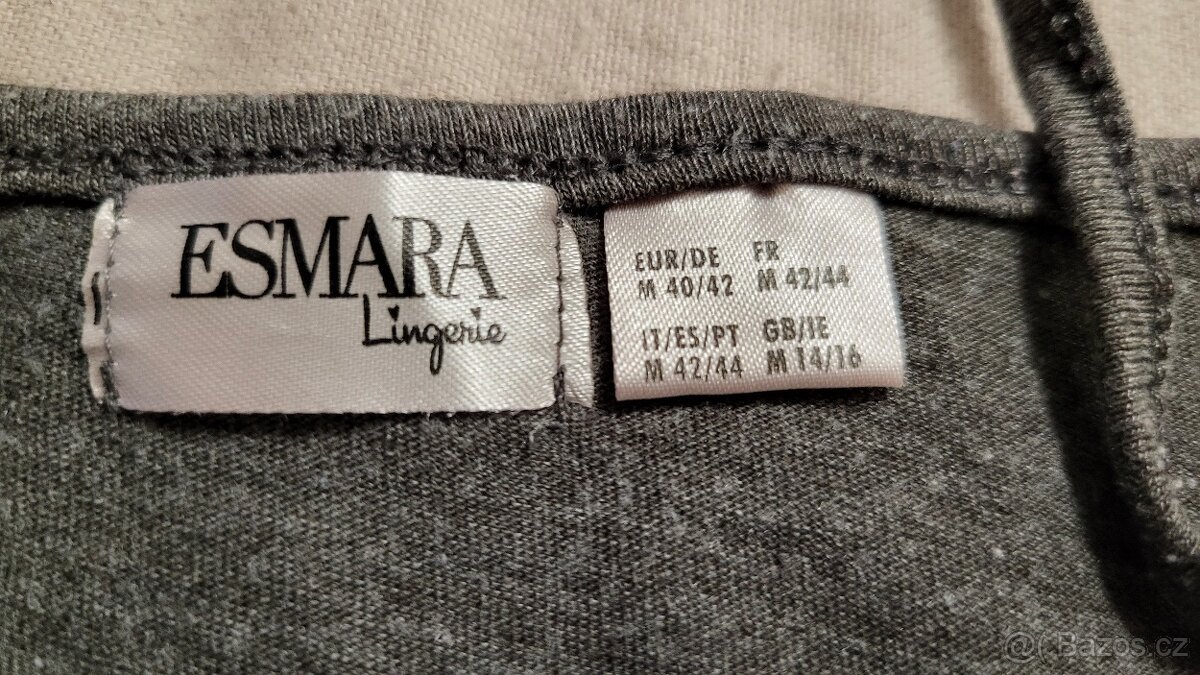 ESMARA
Lingerie
EUR/DE FR
M 40/42 M 42/44
IT/ES/PT GB/IE
M 42/44 M 14/16
@( Bazos.cz